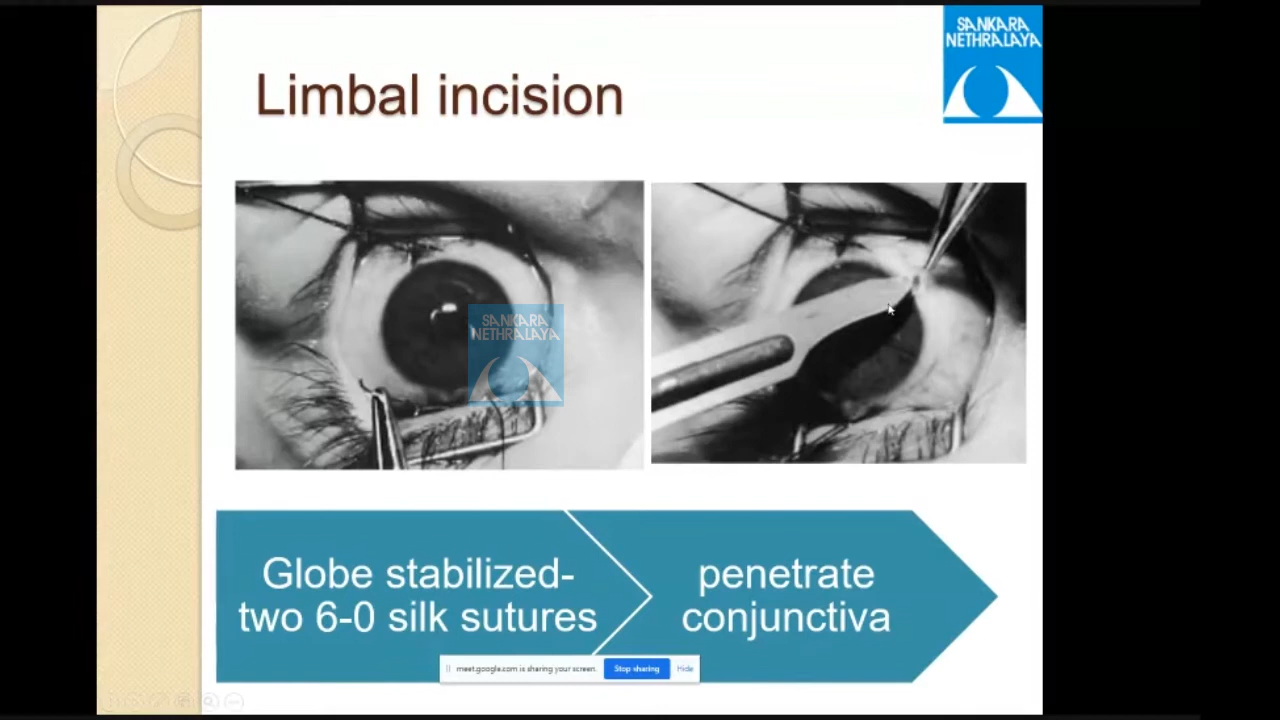 SANKARA
NETHRALAYA
Limbal incision
SANKARA
NETHRALAYA
Globe stabilized-
two 6-0 silk sutures
penetrate
conjunctiva
meet.google.com is sharing your screen.
Stop sharing
Hide